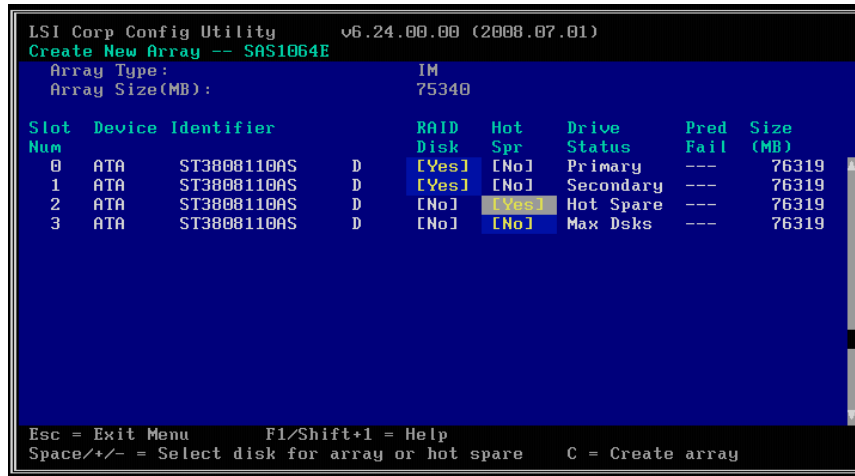 LSI Corp Config Utility v6.24.00.00 (2008.07.01)
Create New Array -- SAS1064E
Array Type: IM
Array Size(MB): 75340
Slot Device Identifier RAID Hot Drive Pred Size
Num Disk Spr Status Fail (MB)
0 ATA ST3808110AS D [Yes] [No] Primary --- 76319
1 ATA ST3808110AS D [Yes] [No] Secondary --- 76319
2 ATA ST3808110AS D [No] [Yes] Hot Spare --- 76319
3 ATA ST3808110AS D [No] [No] Max Dsks --- 76319
Esc = Exit Menu F1/Shift+1 = Help
Space/+/- = Select disk for array or hot spare C = Create array